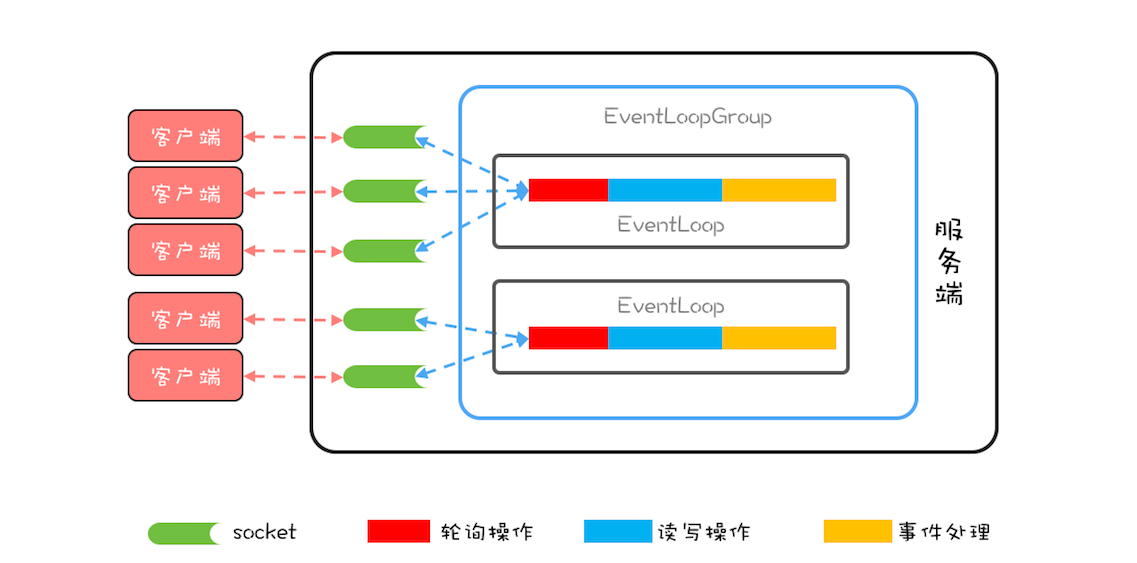 EventLoopGroup
客户端
客户端
客户端
客户端
客户端
EventLoop
EventLoop
服
务
端
socket
轮询操作
读写操作
事件处理